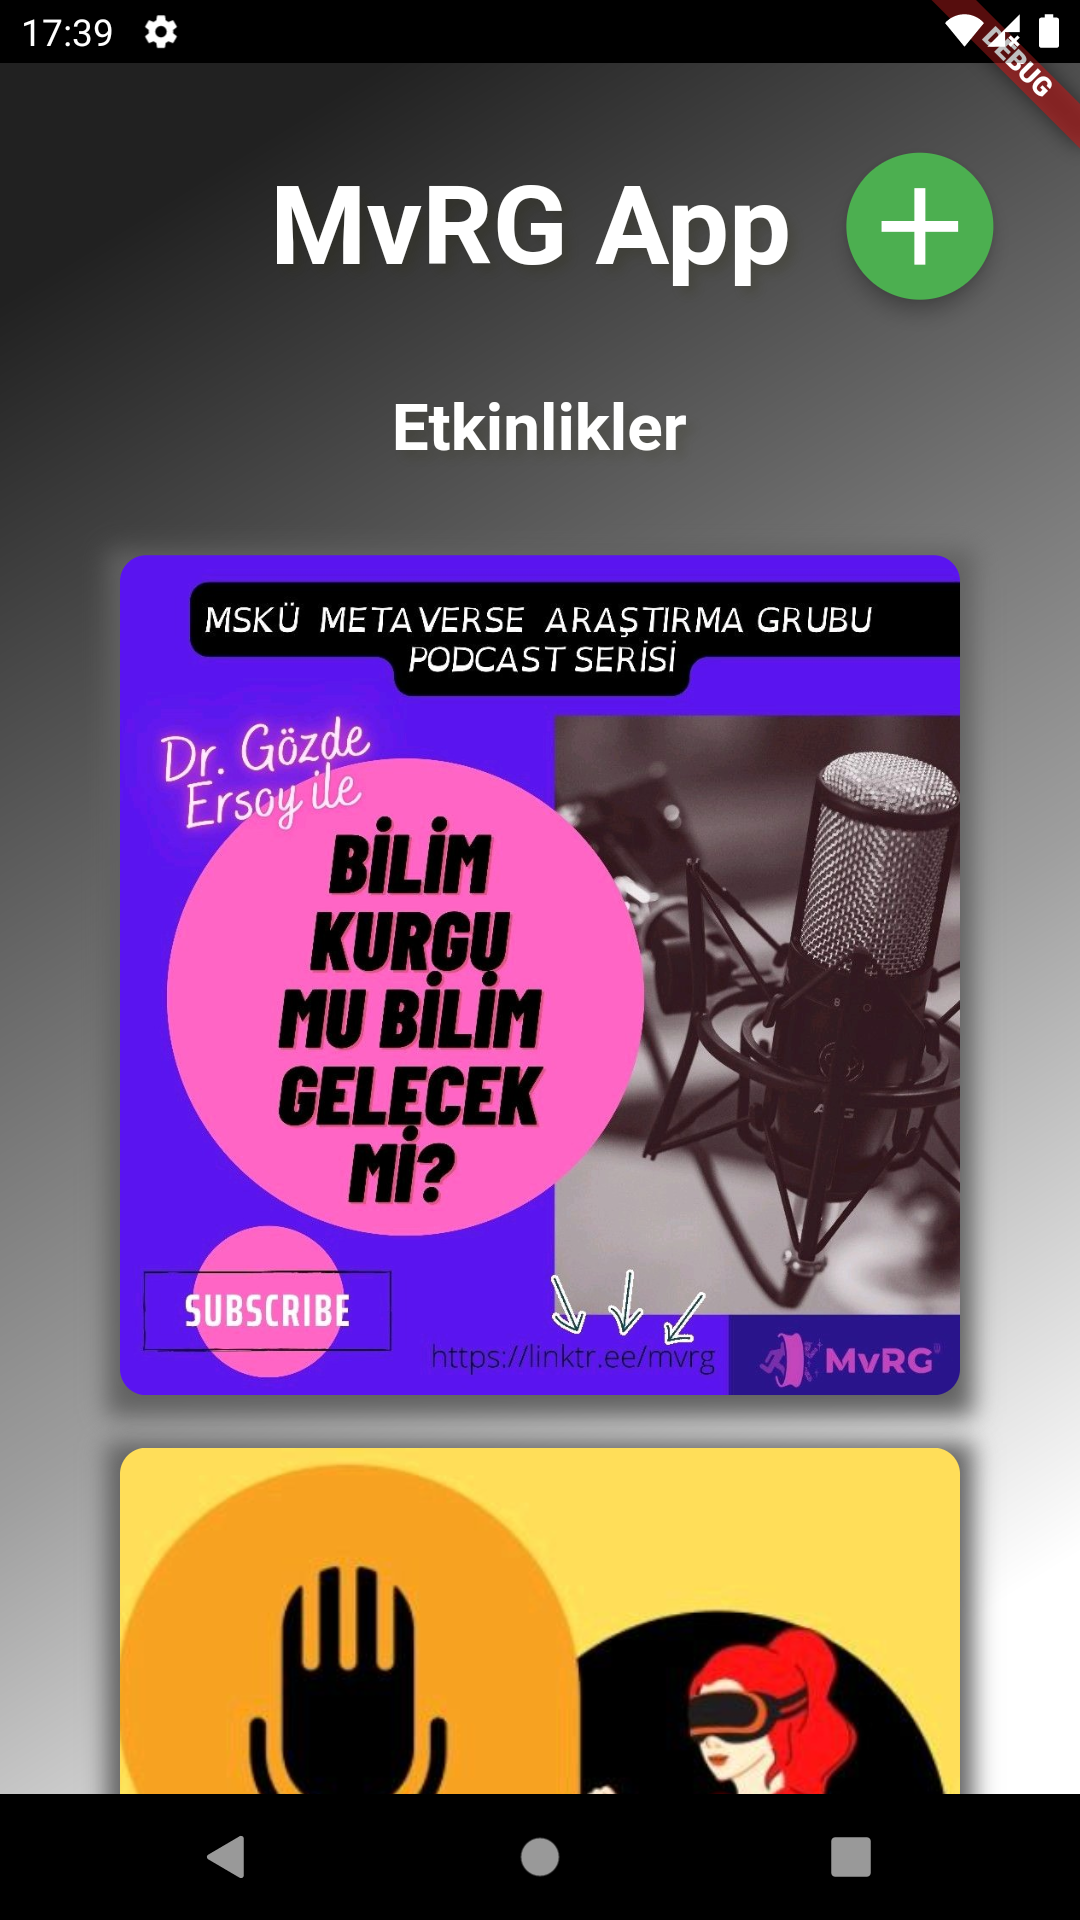 17:39
DEBUG
MvRG App
Etkinlikler
MSKÜ METAVERSE ARAŞTIRMA GRUBU
PODCAST SERİSİ
Dr. Gözde
Ersoy ile
BİLİM
KURGU
MU BİLİM
GELECEK
Mİ?
SUBSCRIBE
https://linktr.ee/mvrg
MvRG